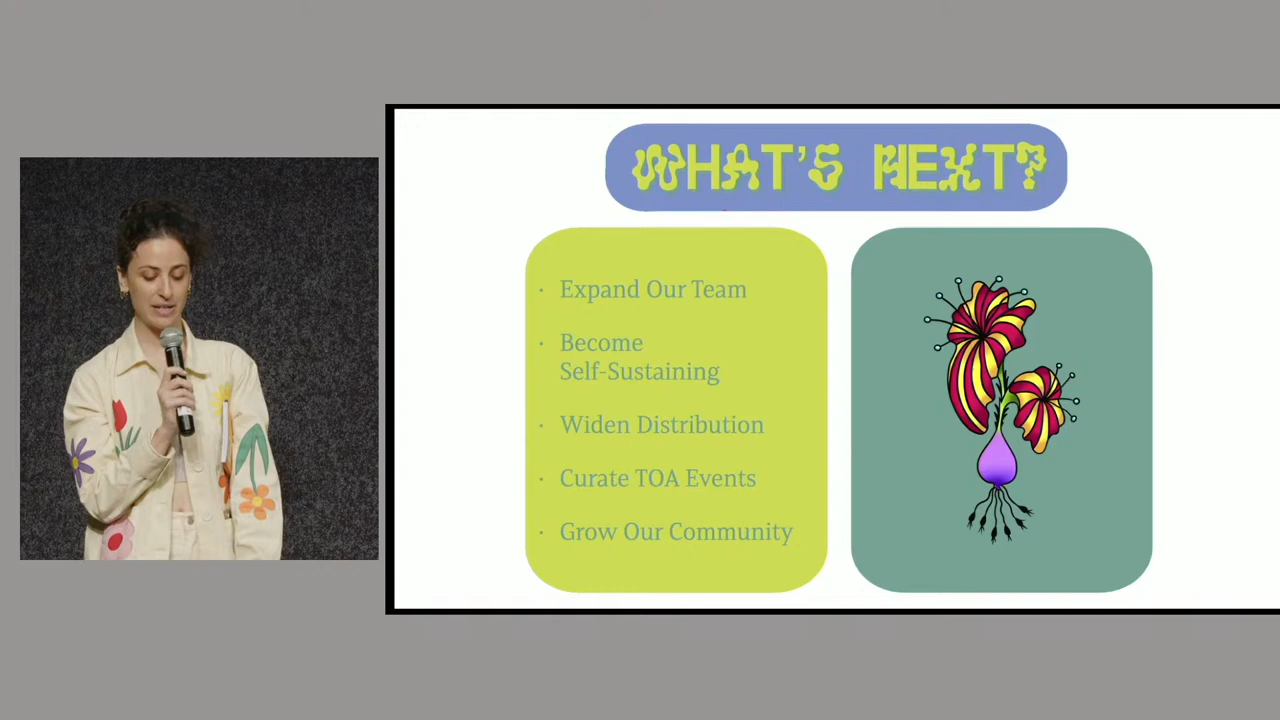 WHAT'S NEXT?
· Expand Our Team
· Become
Self-Sustaining
· Widen Distribution
· Curate TOA Events
· Grow Our Community